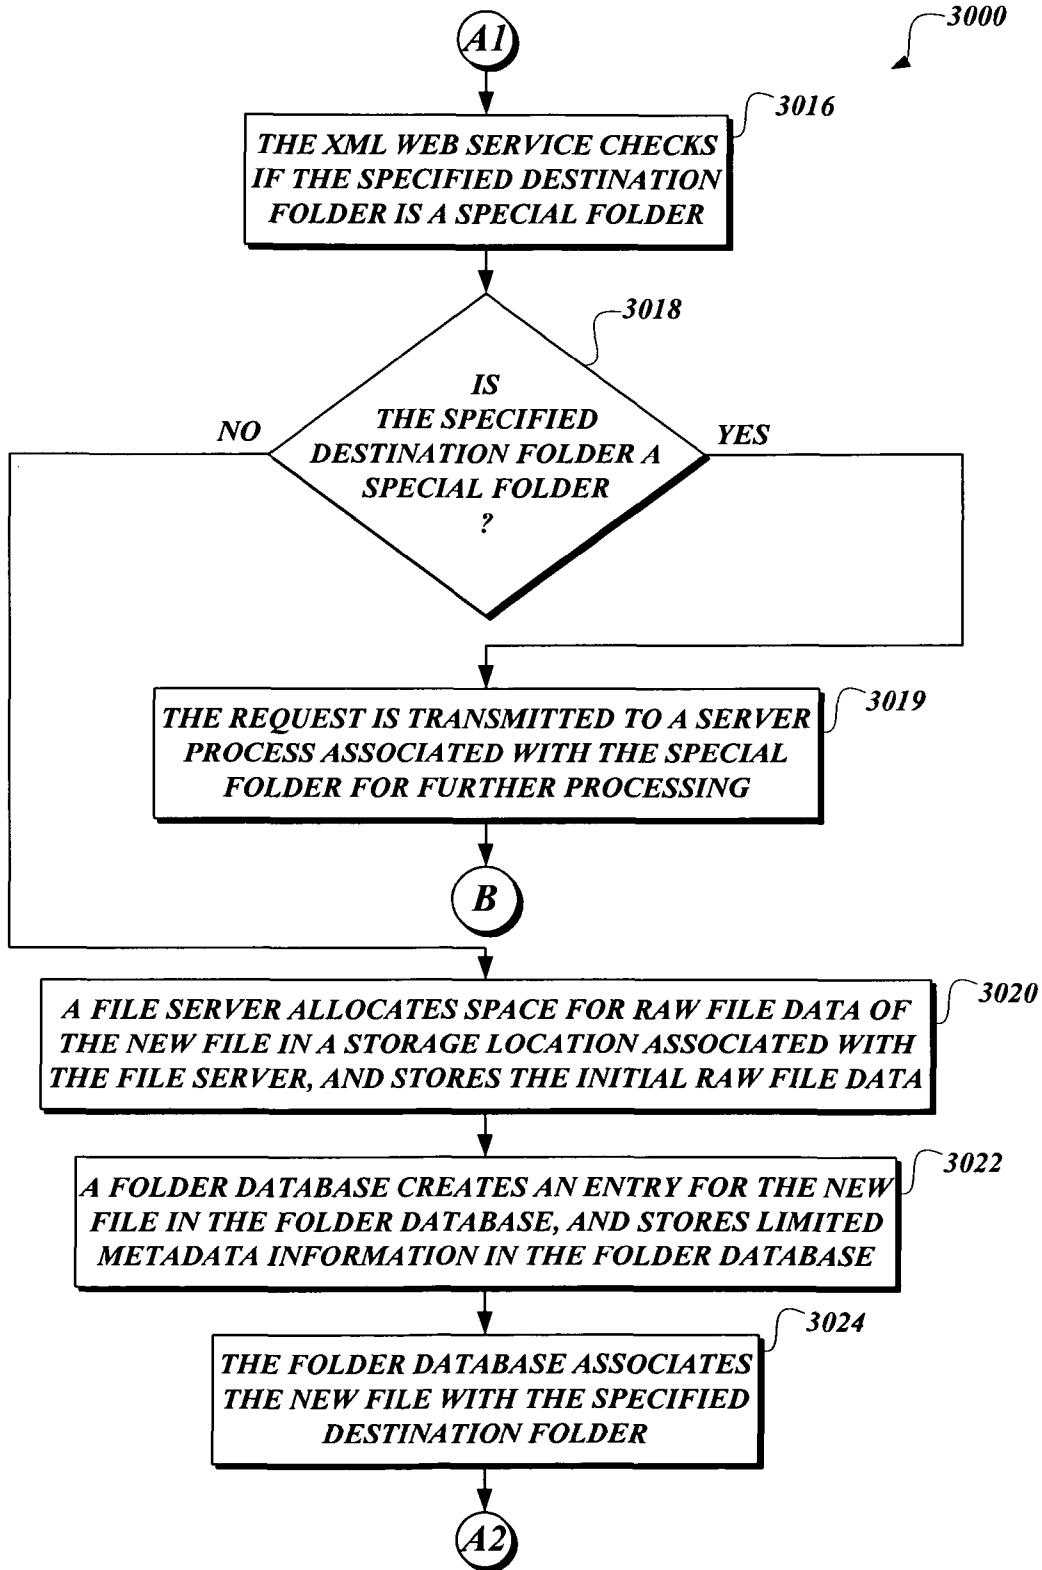 A1
3000
3016
THE XML WEB SERVICE CHECKS
IF THE SPECIFIED DESTINATION
FOLDER IS A SPECIAL FOLDER
3018
IS
THE SPECIFIED
DESTINATION FOLDER A
SPECIAL FOLDER
?
NO
YES
3019
THE REQUEST IS TRANSMITTED TO A SERVER
PROCESS ASSOCIATED WITH THE SPECIAL
FOLDER FOR FURTHER PROCESSING
B
3020
A FILE SERVER ALLOCATES SPACE FOR RAW FILE DATA OF
THE NEW FILE IN A STORAGE LOCATION ASSOCIATED WITH
THE FILE SERVER, AND STORES THE INITIAL RAW FILE DATA
3022
A FOLDER DATABASE CREATES AN ENTRY FOR THE NEW
FILE IN THE FOLDER DATABASE, AND STORES LIMITED
METADATA INFORMATION IN THE FOLDER DATABASE
3024
THE FOLDER DATABASE ASSOCIATES
THE NEW FILE WITH THE SPECIFIED
DESTINATION FOLDER
A2